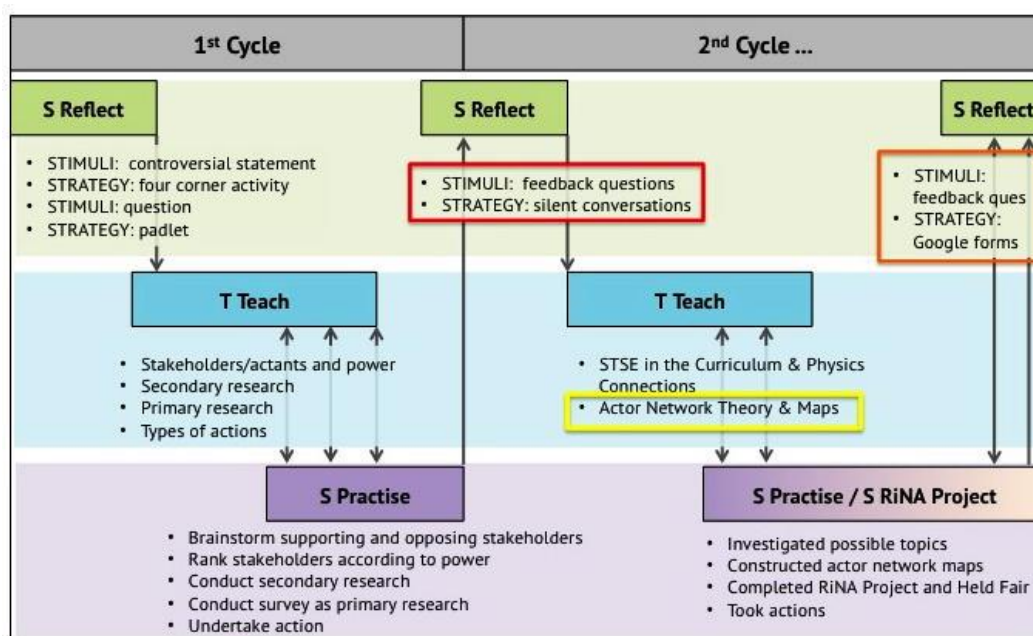 1st Cycle
2nd Cycle ...
S Reflect
• STIMULI: controversial statement
• STRATEGY: four corner activity
• STIMULI: question
• STRATEGY: padlet
S Reflect
• STIMULI: feedback questions
• STRATEGY: silent conversations
S Reflect
• STIMULI:
feedback ques
• STRATEGY:
Google forms
T Teach
• Stakeholders/actants and power
• Secondary research
• Primary research
• Types of actions
T Teach
• STSE in the Curriculum & Physics
Connections
• Actor Network Theory & Maps
S Practise
• Brainstorm supporting and opposing stakeholders
• Rank stakeholders according to power
• Conduct secondary research
• Conduct survey as primary research
• Undertake action
S Practise / S RiNA Project
• Investigated possible topics
• Constructed actor network maps
• Completed RiNA Project and Held Fair
• Took actions